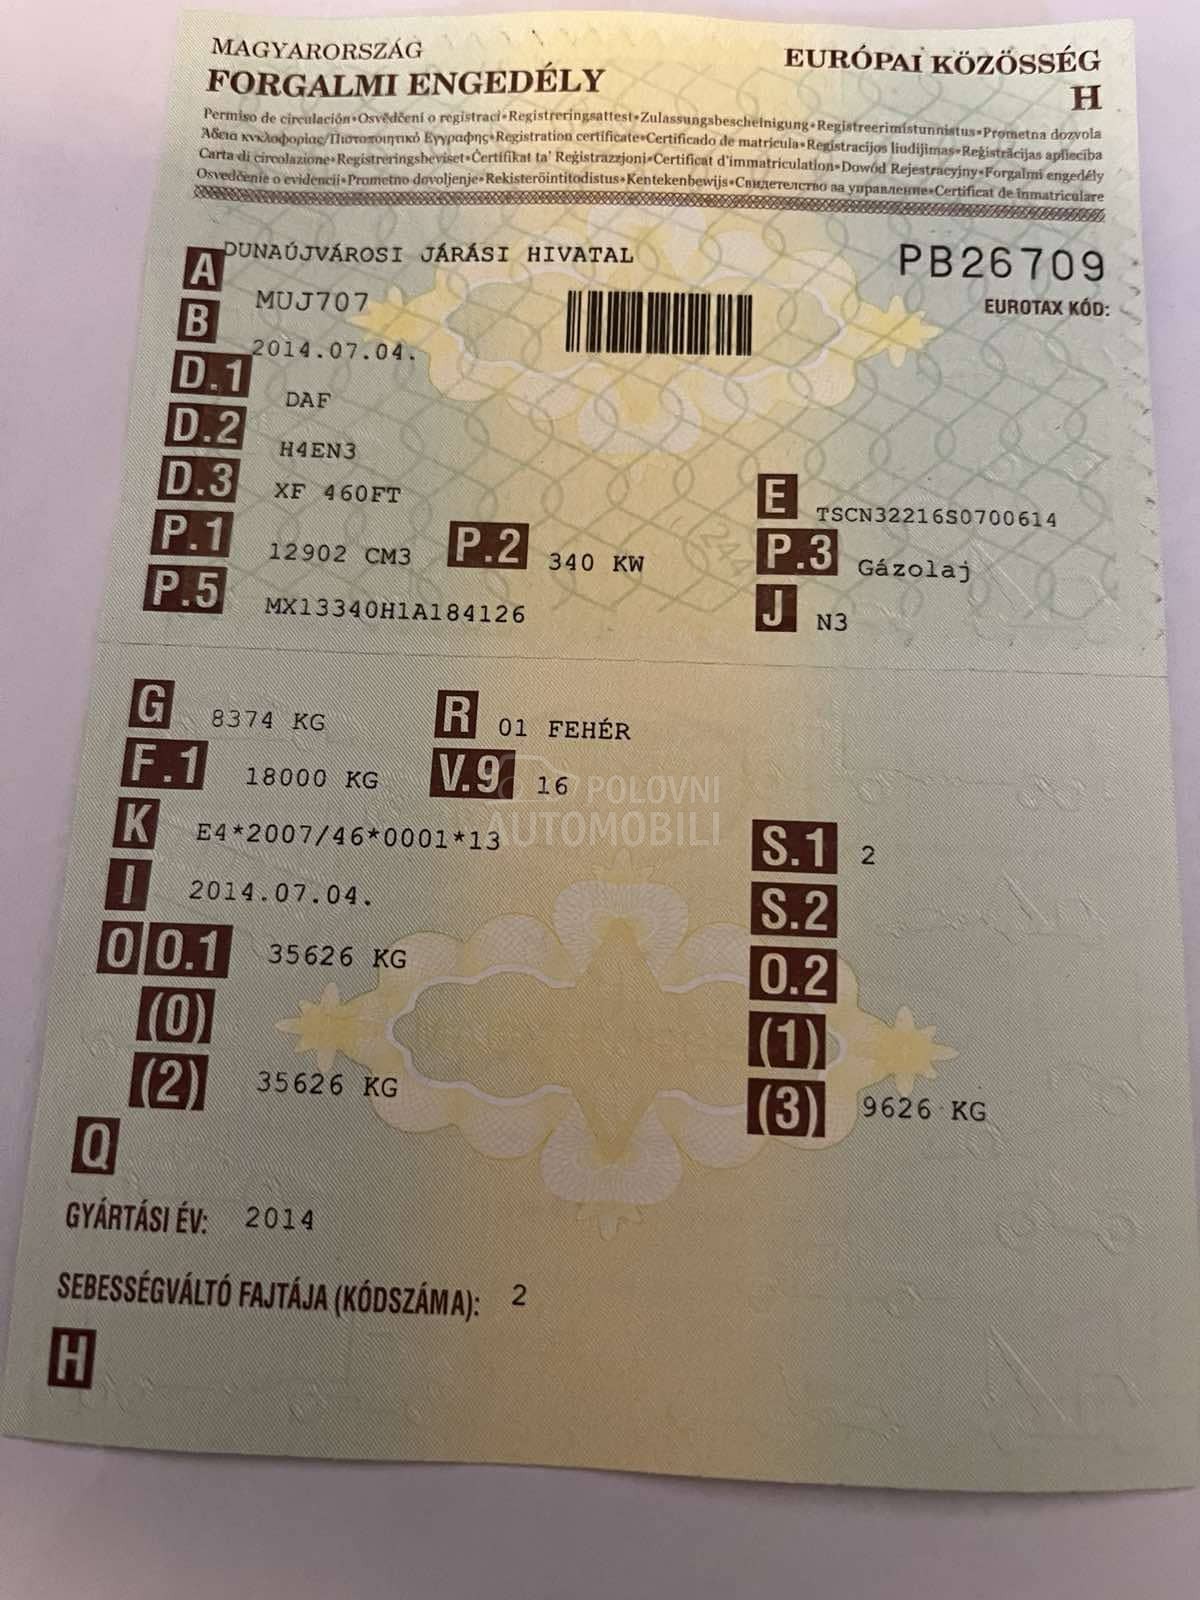 MAGYARORSZÁG EURÓPAI KÖZÖSSÉG
FORGALMI ENGEDÉLY H
Permiso de circulación•Osvědčení o registraci•Registreringsattest•Zulassungsbescheinigung•Registreerimistunnistus•Prometna dozvola
Άδεια κυκλοφορίας/Πιστοποιητικό Εγγραφης•Registration certificate•Certificado de matrícula•Registracijos liudijimas•Reģistrācijas apliecība
Carta di circolazione•Registreringsbeviset•Ċertifikat ta' Reġistrazzjoni•Certificat d'immatriculation•Dowód Rejestracyjny•Forgalmi engedély
Osvedčenie o evidencii•Prometno dovoljenje•Rekisteröintitodistus•Kentekenbewijs•Свидетелство за управление•Certificat de înmatriculare
DUNAÚJVÁROSI JÁRÁSI HIVATAL PB26709
A MUJ707 EUROTAX KÓD:
B 2014.07.04.
D.1 DAF
D.2 H4EN3
D.3 XF 460FT E TSCN32216S0700614
P.1 12902 CM3 P.2 340 KW P.3 Gázolaj
P.5 MX13340H1A184126 J N3
G 8374 KG R 01 FEHÉR
F.1 18000 KG V.9 16
POLOVNI
AUTOMOBILI
K E4*2007/46*0001*13 S.1 2
I 2014.07.04. S.2
O O.1 35626 KG O.2
(0) (1)
(2) 35626 KG (3) 9626 KG
Q
GYÁRTÁSI ÉV: 2014
SEBESSÉGVÁLTÓ FAJTÁJA (KÓDSZÁMA): 2
H